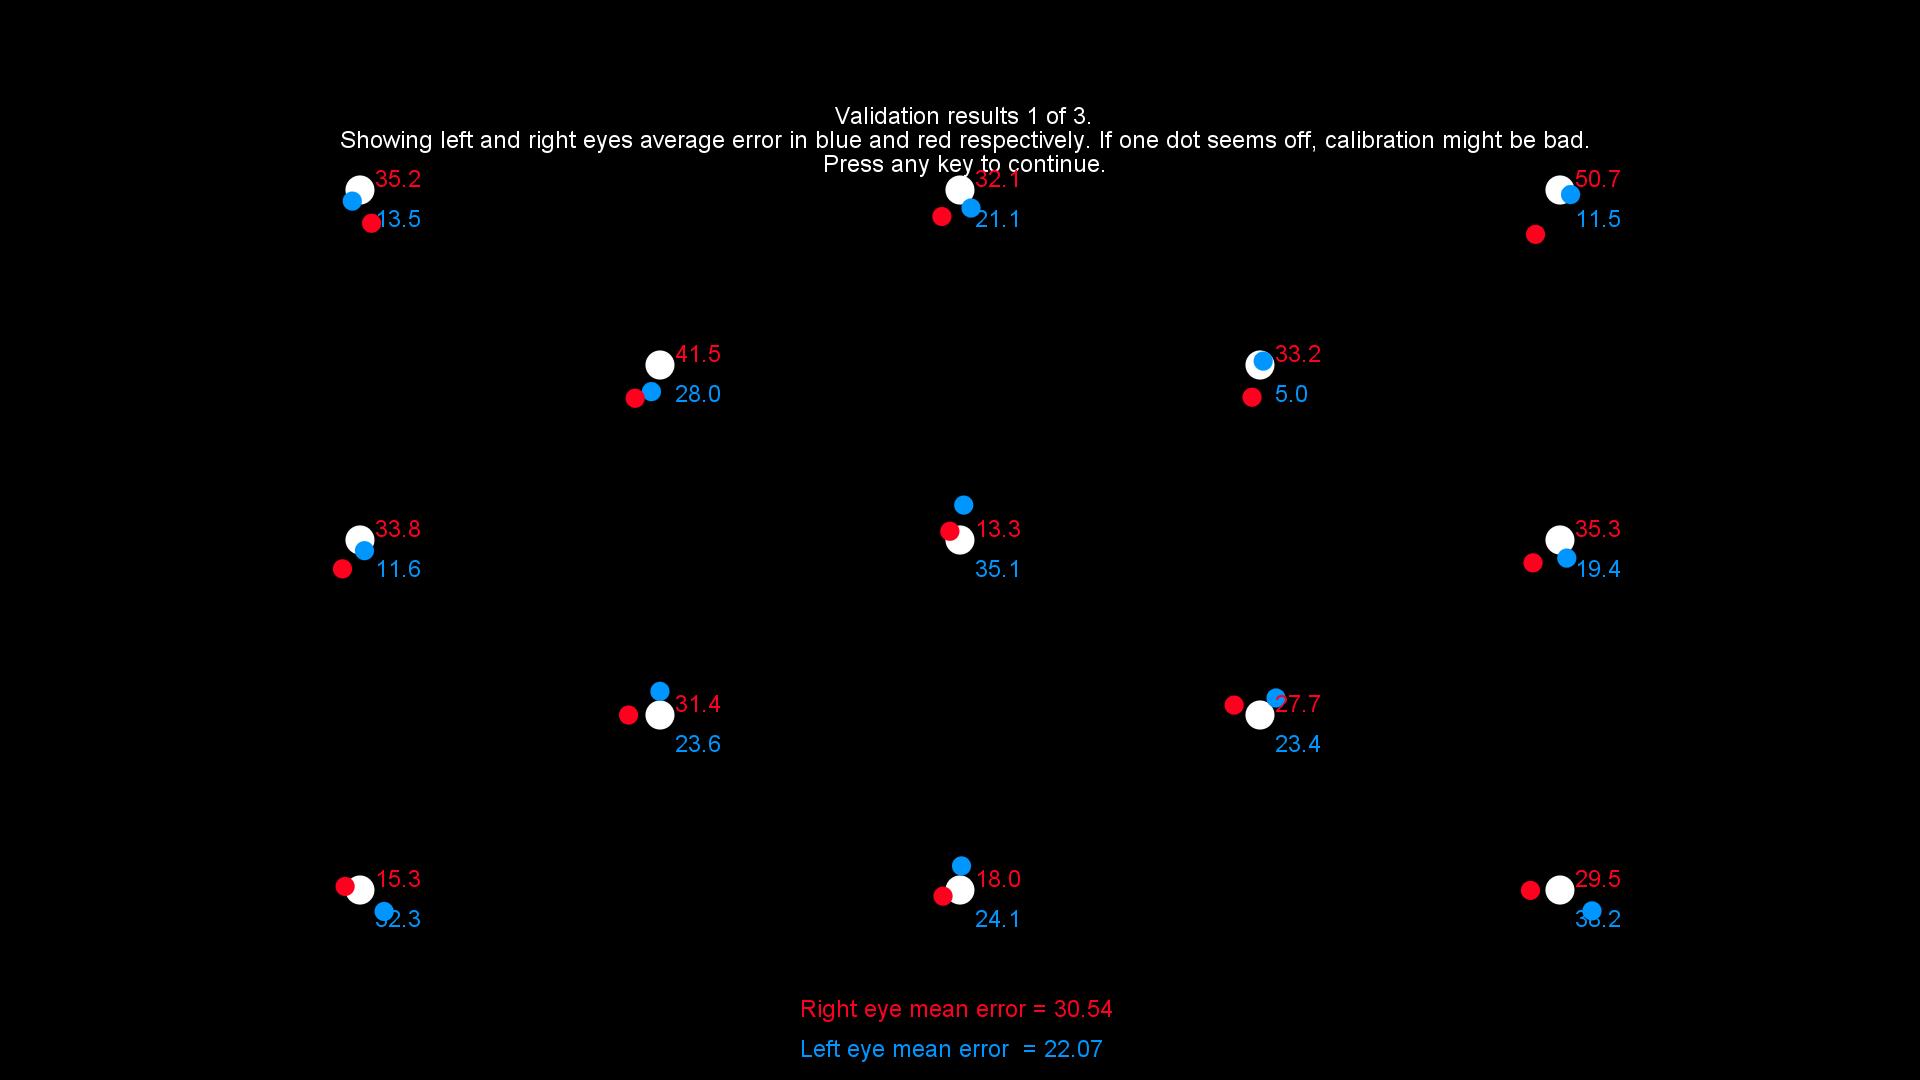 Validation results 1 of 3.
Showing left and right eyes average error in blue and red respectively. If one dot seems off, calibration might be bad.
Press any key to continue.
35.2 32.1 50.7
13.5 21.1 11.5
41.5 33.2
28.0 5.0
33.8 13.3 35.3
11.6 35.1 19.4
31.4 27.7
23.6 23.4
15.3 18.0 29.5
32.3 24.1 38.2
Right eye mean error = 30.54
Left eye mean error = 22.07